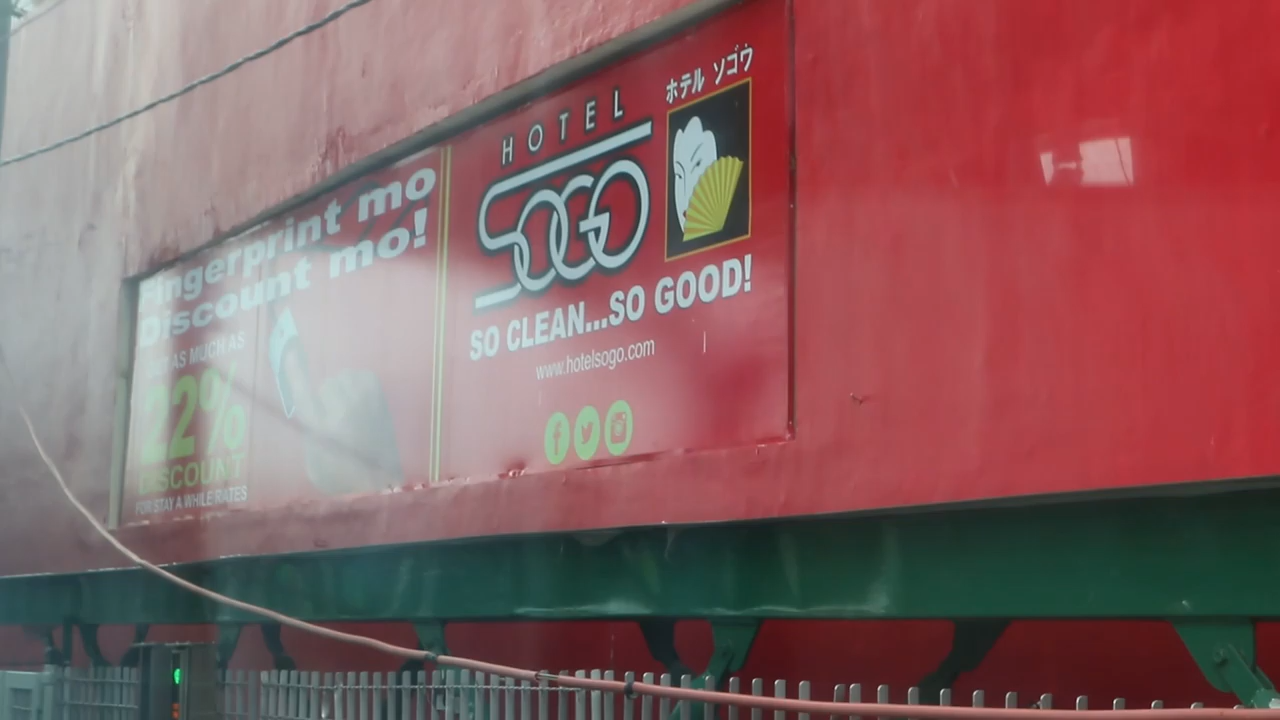 Fingerprint mo
Discount mo!
AS MUCH AS
22%
DISCOUNT
FOR STAY A WHILE RATES
ホテル ソゴウ
HOTEL
SOGO
SO CLEAN...SO GOOD!
www.hotelsogo.com